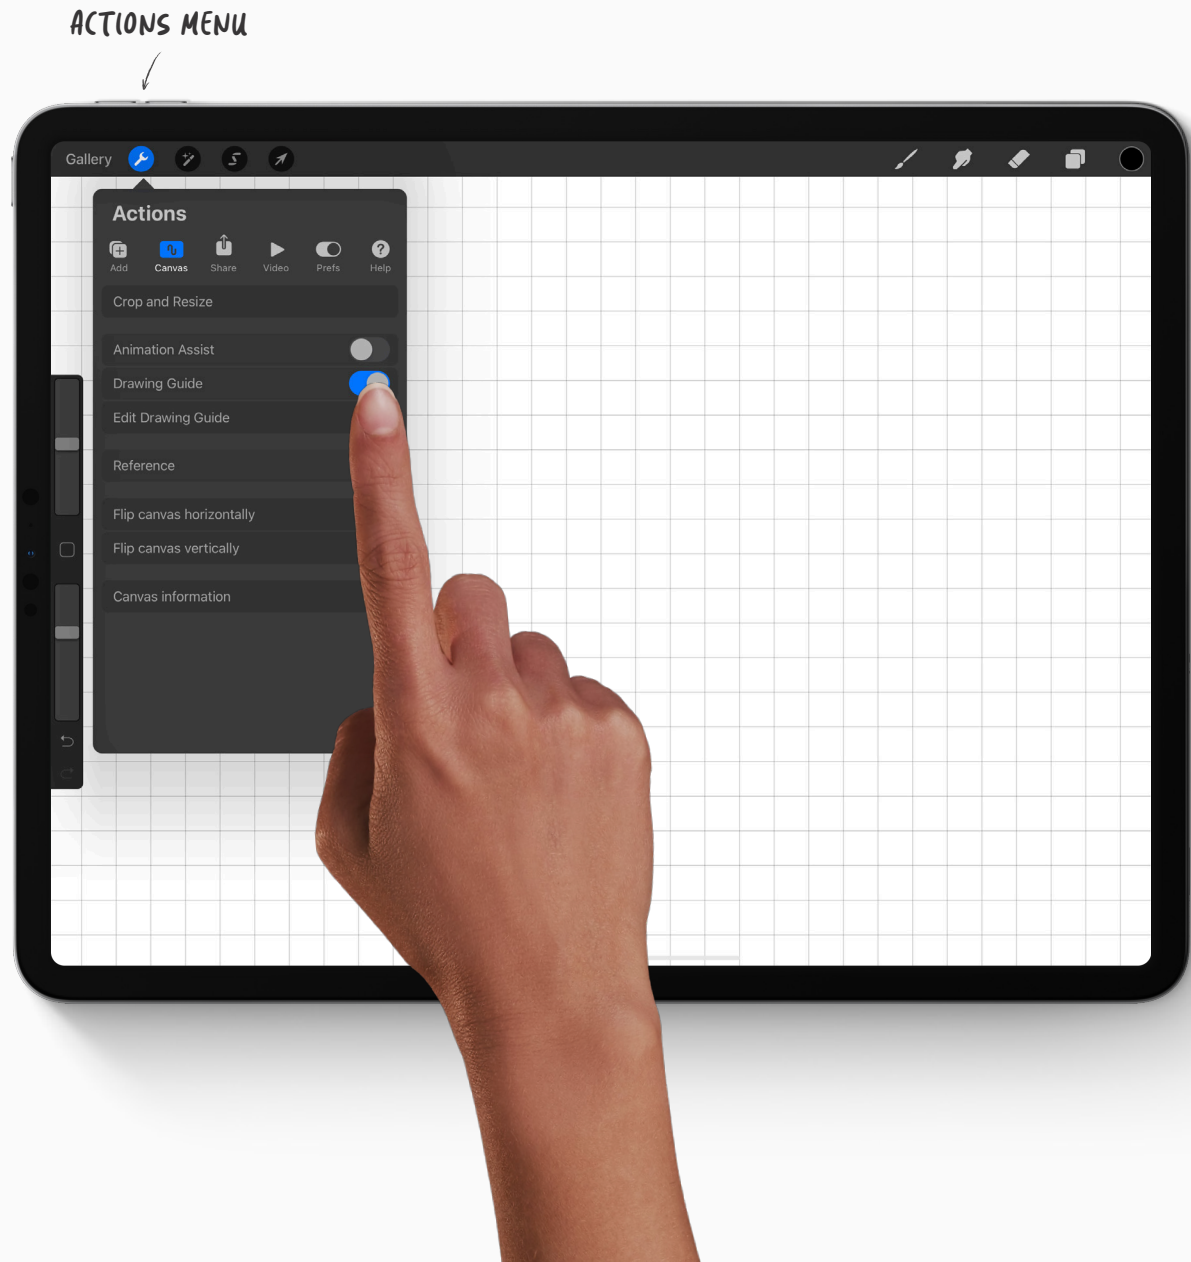 ACTIONS MENU
Gallery
Actions
Add Canvas Share Video Prefs Help
Crop and Resize
Animation Assist
Drawing Guide
Edit Drawing Guide
Reference
Flip canvas horizontally
Flip canvas vertically
Canvas information